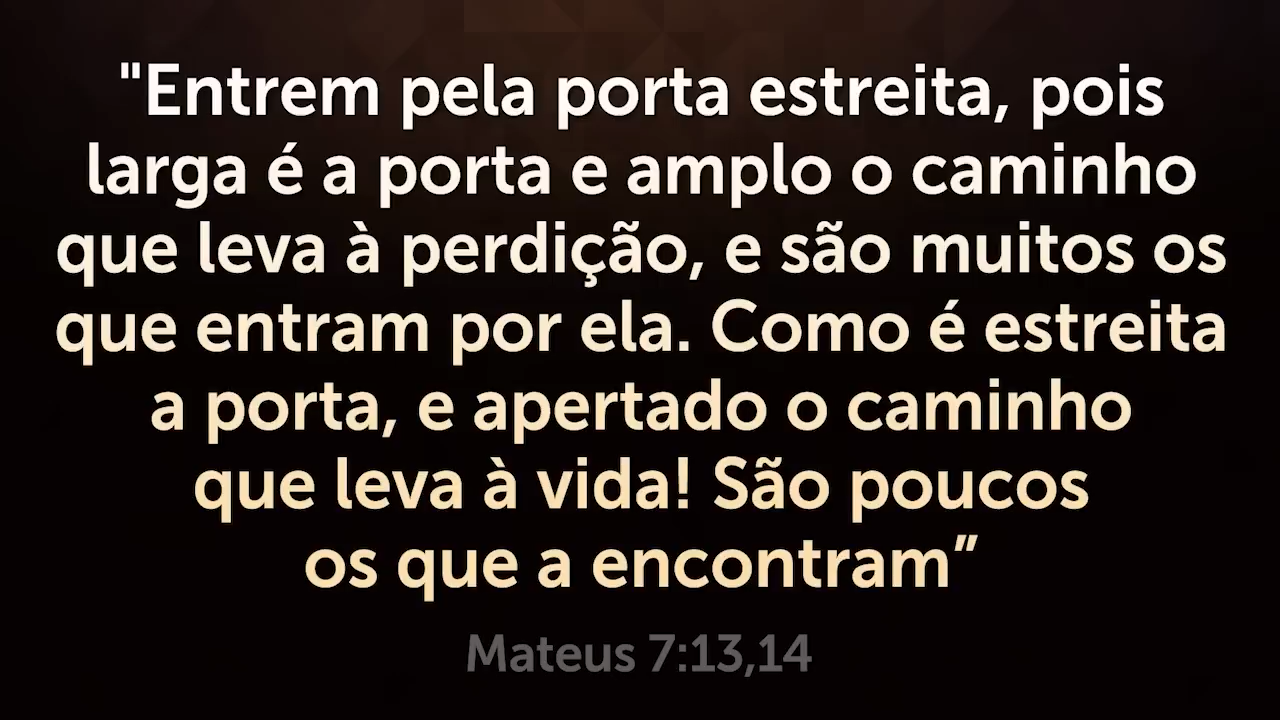 "Entrem pela porta estreita, pois
larga é a porta e amplo o caminho
que leva à perdição, e são muitos os
que entram por ela. Como é estreita
a porta, e apertado o caminho
que leva à vida! São poucos
os que a encontram”
Mateus 7:13,14